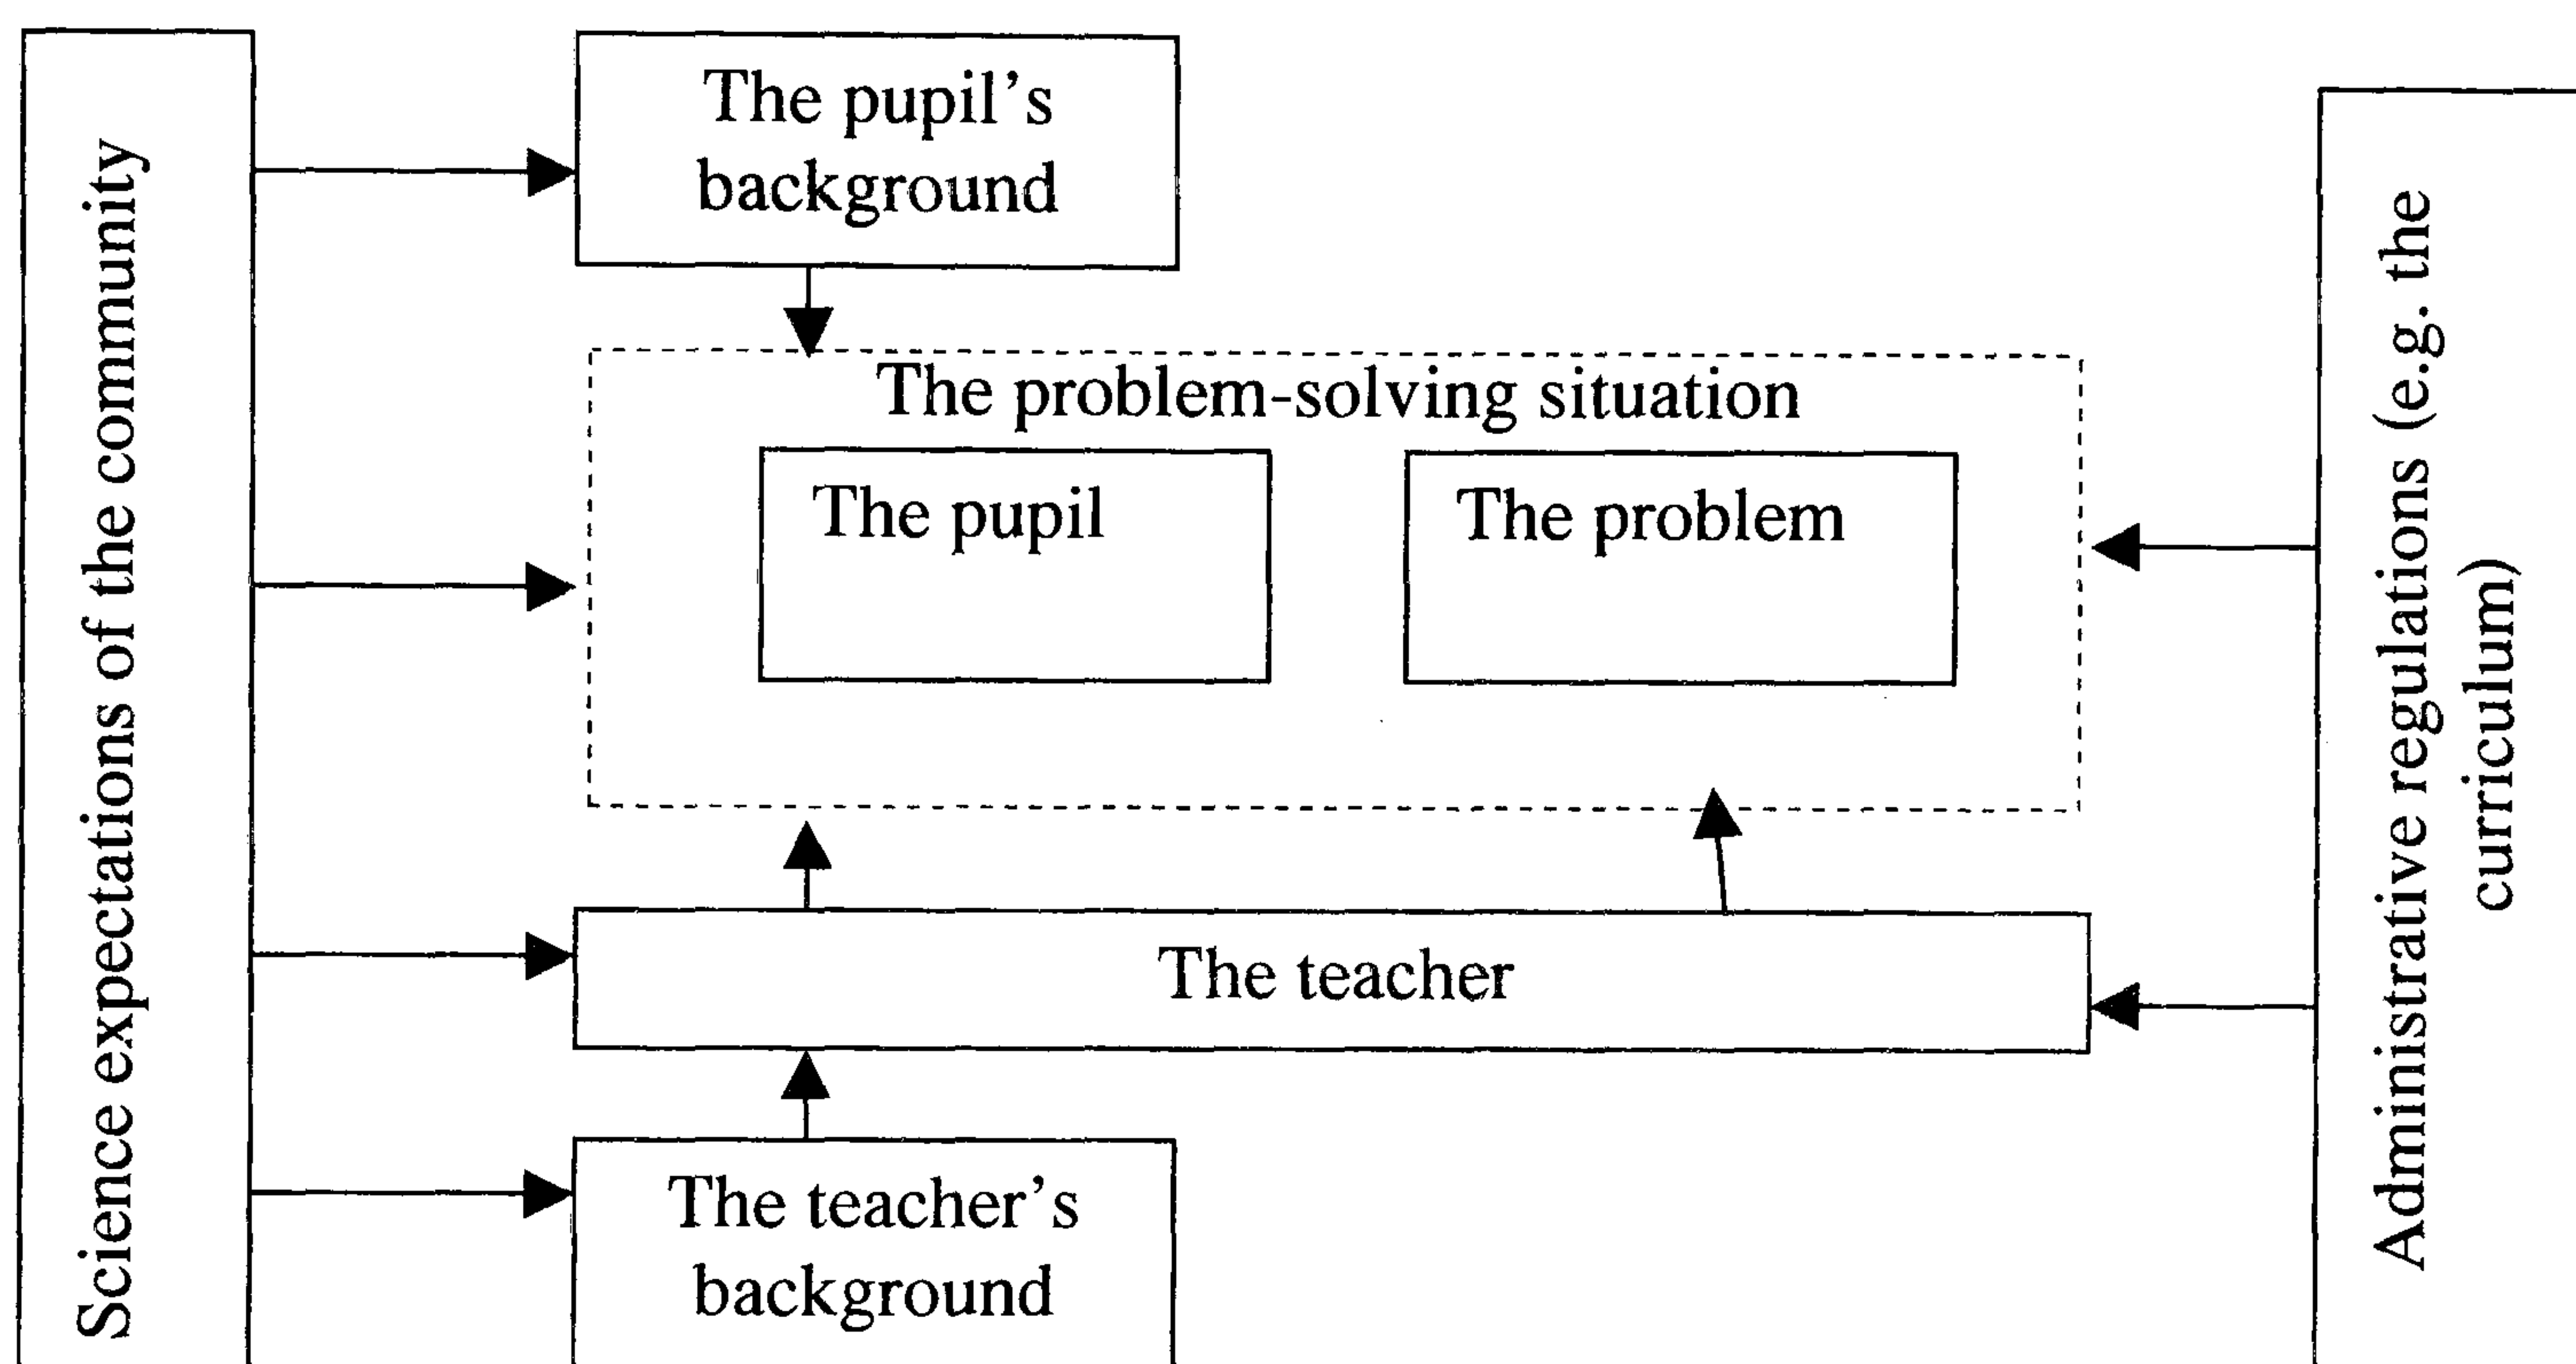 Science expectations of the community
The pupil's
background
The problem-solving situation
The pupil
The problem
The teacher
The teacher's
background
Administrative regulations (e.g. the
curriculum)